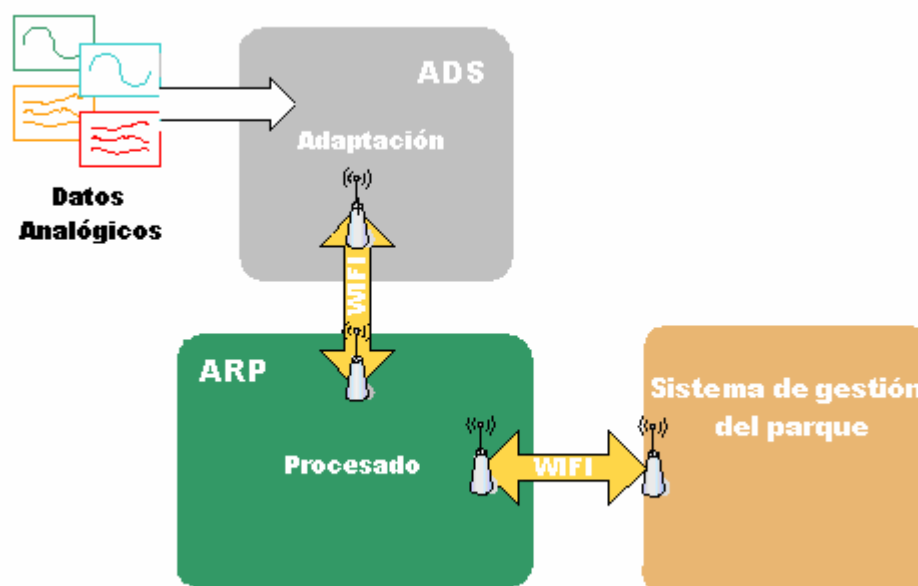 ADS
Adaptación
Datos
Analógicos
WIFI
ARP
Procesado
WIFI
Sistema de gestión
del parque